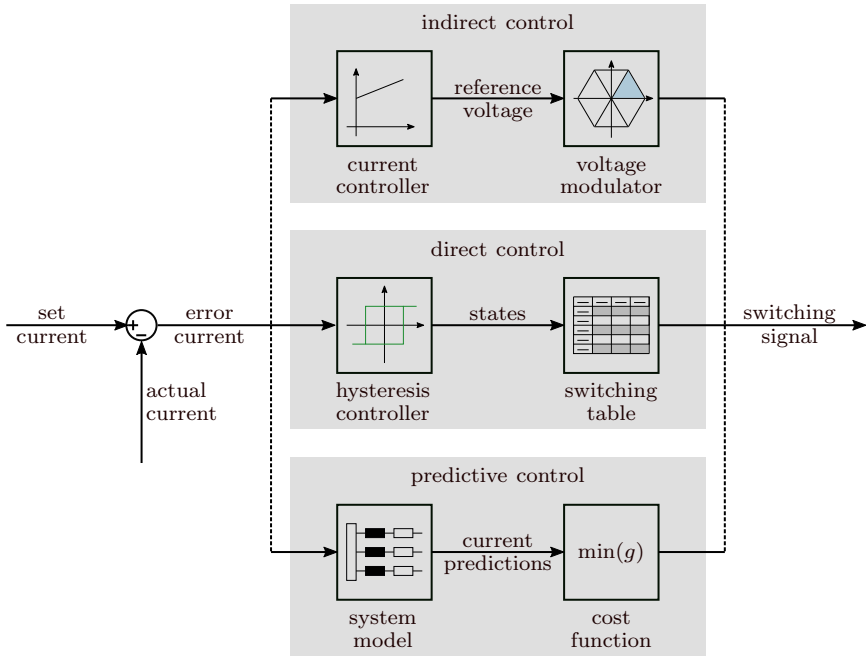 indirect control
reference
voltage
current
controller
voltage
modulator
direct control
set
current
+
−
error
current
actual
current
states
hysteresis
controller
switching
table
switching
signal
predictive control
current
predictions
min(g)
system
model
cost
function